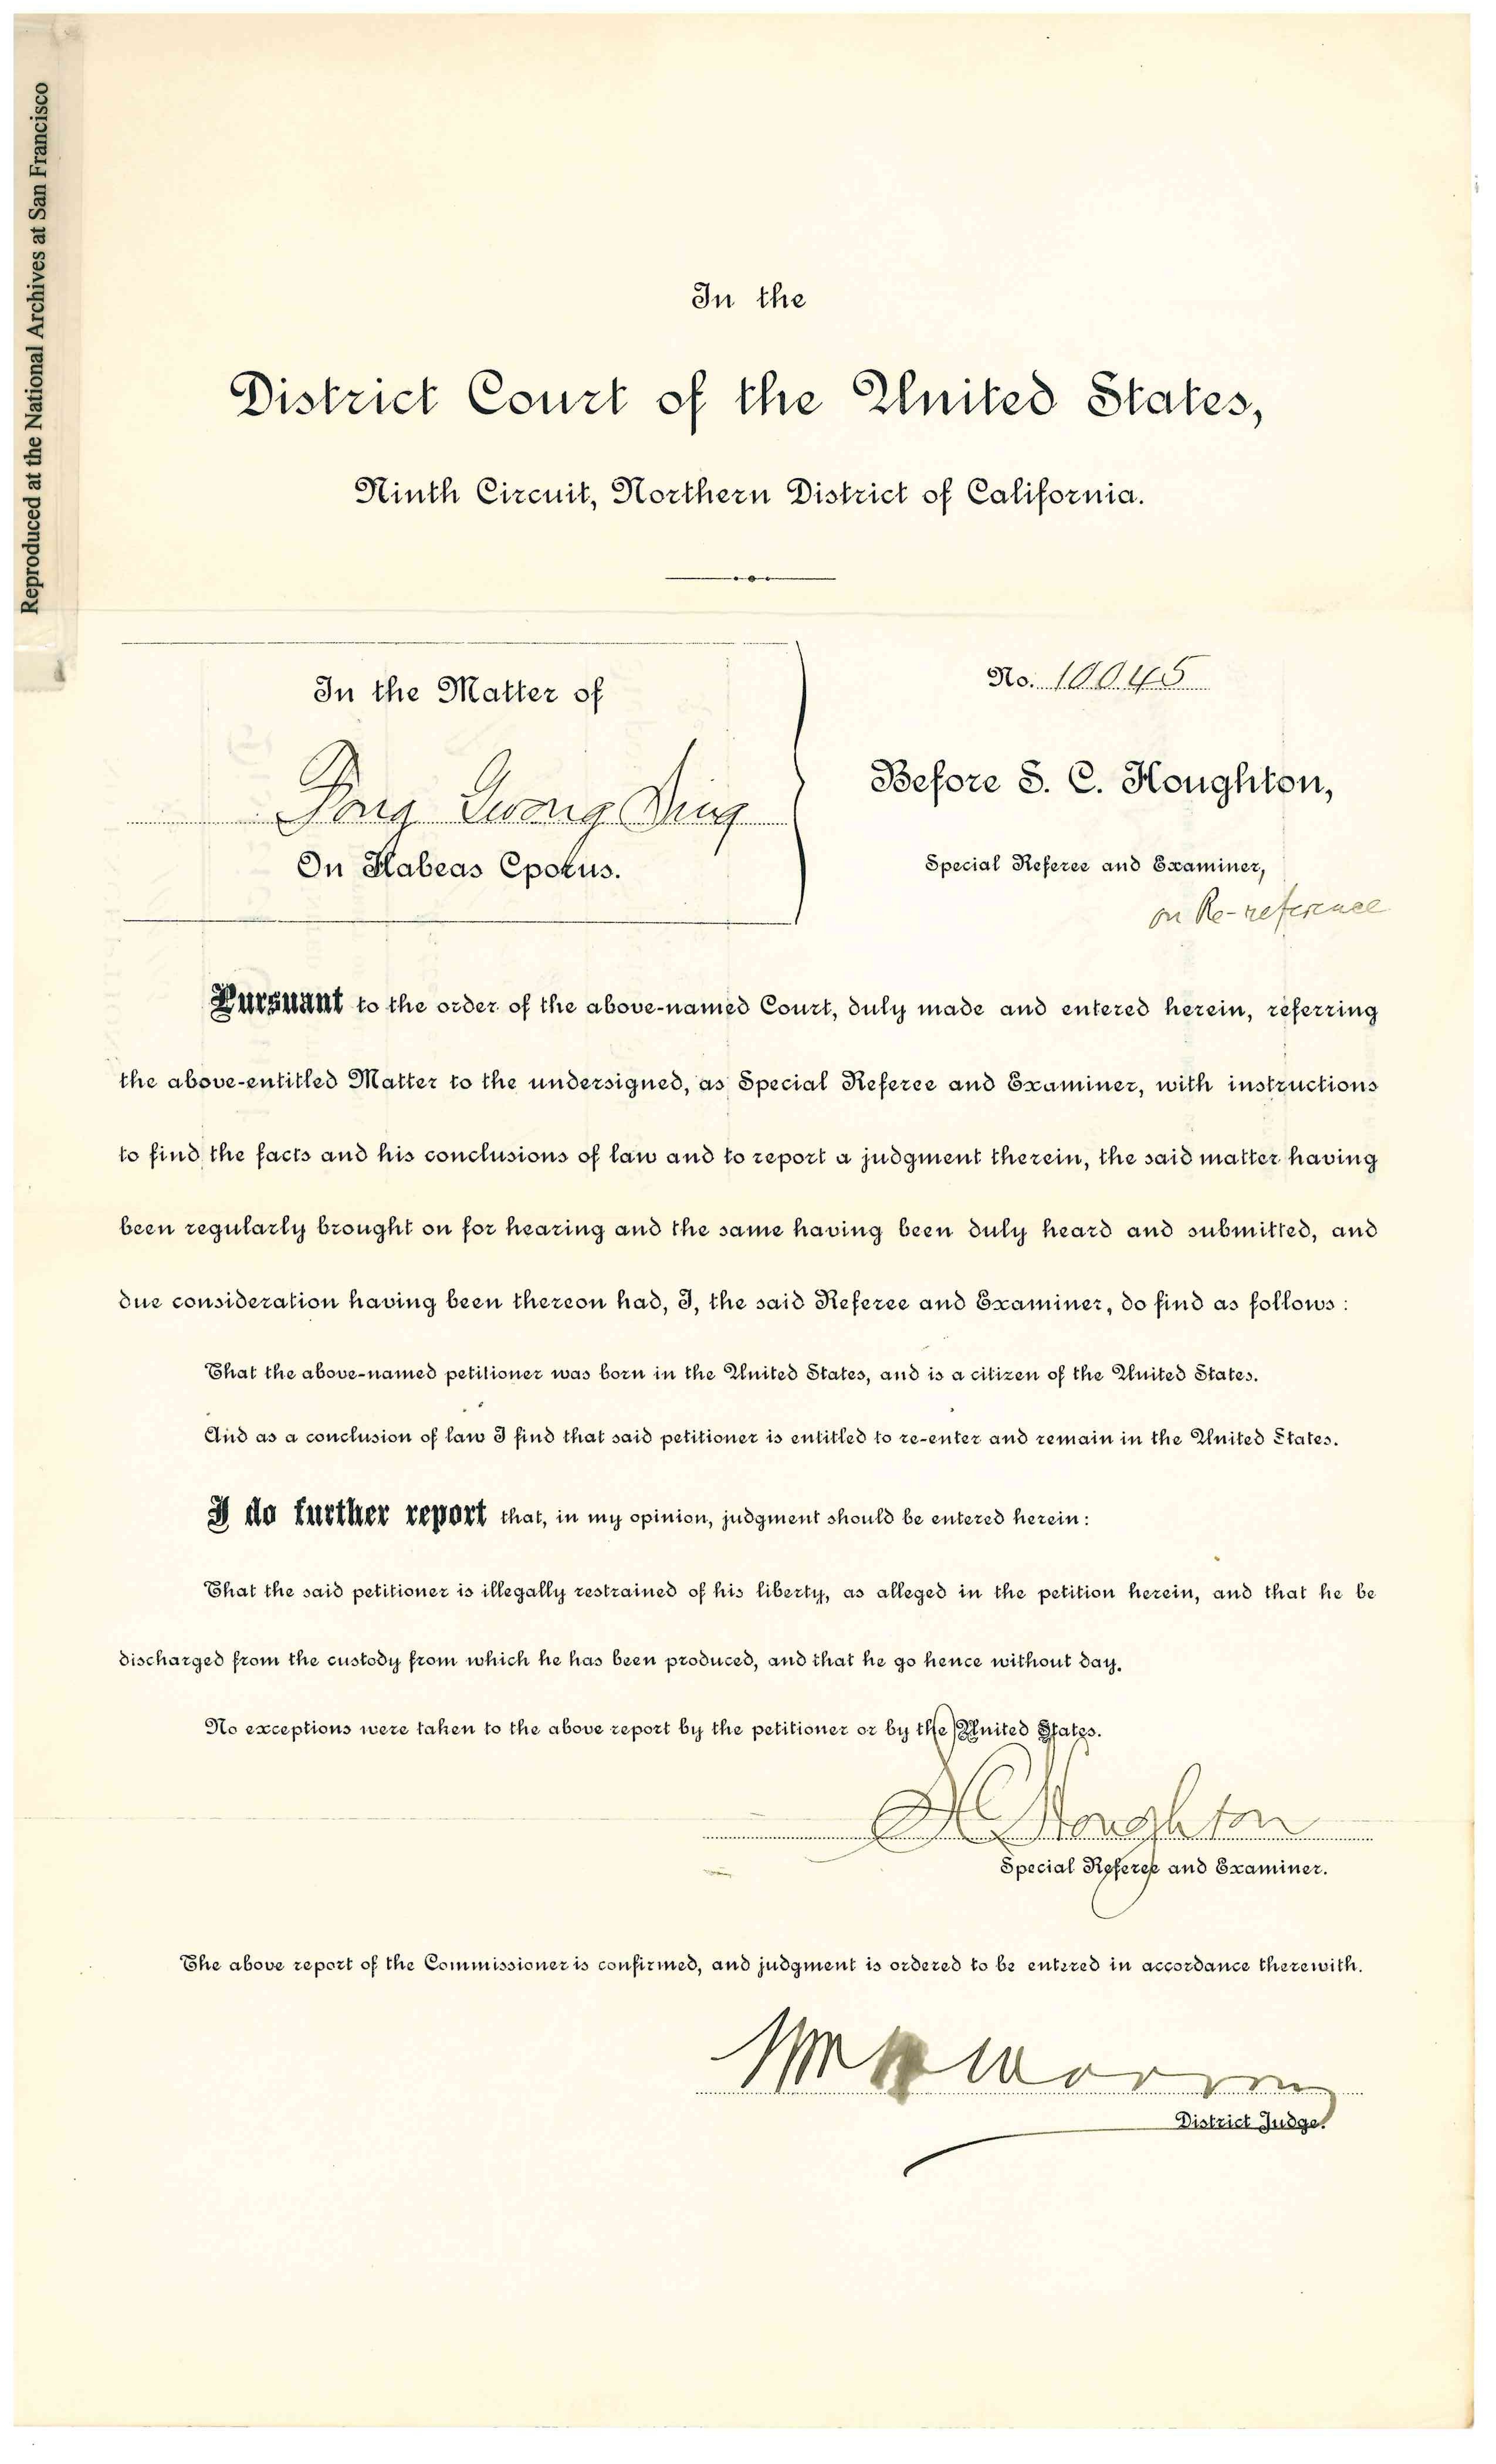 Reproduced at the National Archives at San Francisco
In the
District Court of the United States,
Ninth Circuit, Northern District of California.
In the Matter of
No. 10045
Before S. C. Houghton,
On Habeas Cpotus.
Special Referee and Examiner,
on Re-reference
Pursuant to the order of the above-named Court, duly made and entered herein, referring
the above-entitled Matter to the undersigned, as Special Referee and Examiner, with instructions
to find the facts and his conclusions of law and to report a judgment therein, the said matter having
been regularly brought on for hearing and the same having been duly heard and submitted, and
due consideration having been thereon had, I, the said Referee and Examiner, do find as follows :
That the above-named petitioner was born in the United States, and is a citizen of the United States.
And as a conclusion of law I find that said petitioner is entitled to re-enter and remain in the United States.
I do further report that, in my opinion, judgment should be entered herein:
That the said petitioner is illegally restrained of his liberty, as alleged in the petition herein, and that he be
discharged from the custody from which he has been produced, and that he go hence without day.
No exceptions were taken to the above report by the petitioner or by the United States.
S C Houghton
Special Referee and Examiner.
The above report of the Commissioner is confirmed, and judgment is ordered to be entered in accordance therewith.
Wm W Morrow
District Judge.